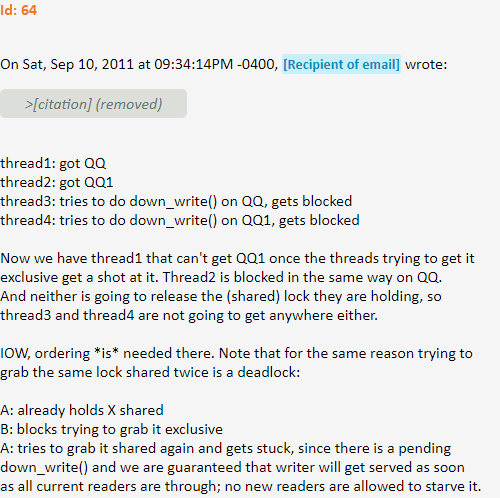 Id: 64
On Sat, Sep 10, 2011 at 09:34:14PM -0400, [Recipient of email] wrote:
>[citation] (removed)
thread1: got QQ
thread2: got QQ1
thread3: tries to do down_write() on QQ, gets blocked
thread4: tries to do down_write() on QQ1, gets blocked
Now we have thread1 that can't get QQ1 once the threads trying to get it
exclusive get a shot at it. Thread2 is blocked in the same way on QQ.
And neither is going to release the (shared) lock they are holding, so
thread3 and thread4 are not going to get anywhere either.
IOW, ordering *is* needed there. Note that for the same reason trying to
grab the same lock shared twice is a deadlock:
A: already holds X shared
B: blocks trying to grab it exclusive
A: tries to grab it shared again and gets stuck, since there is a pending
down_write() and we are guaranteed that writer will get served as soon
as all current readers are through; no new readers are allowed to starve it.